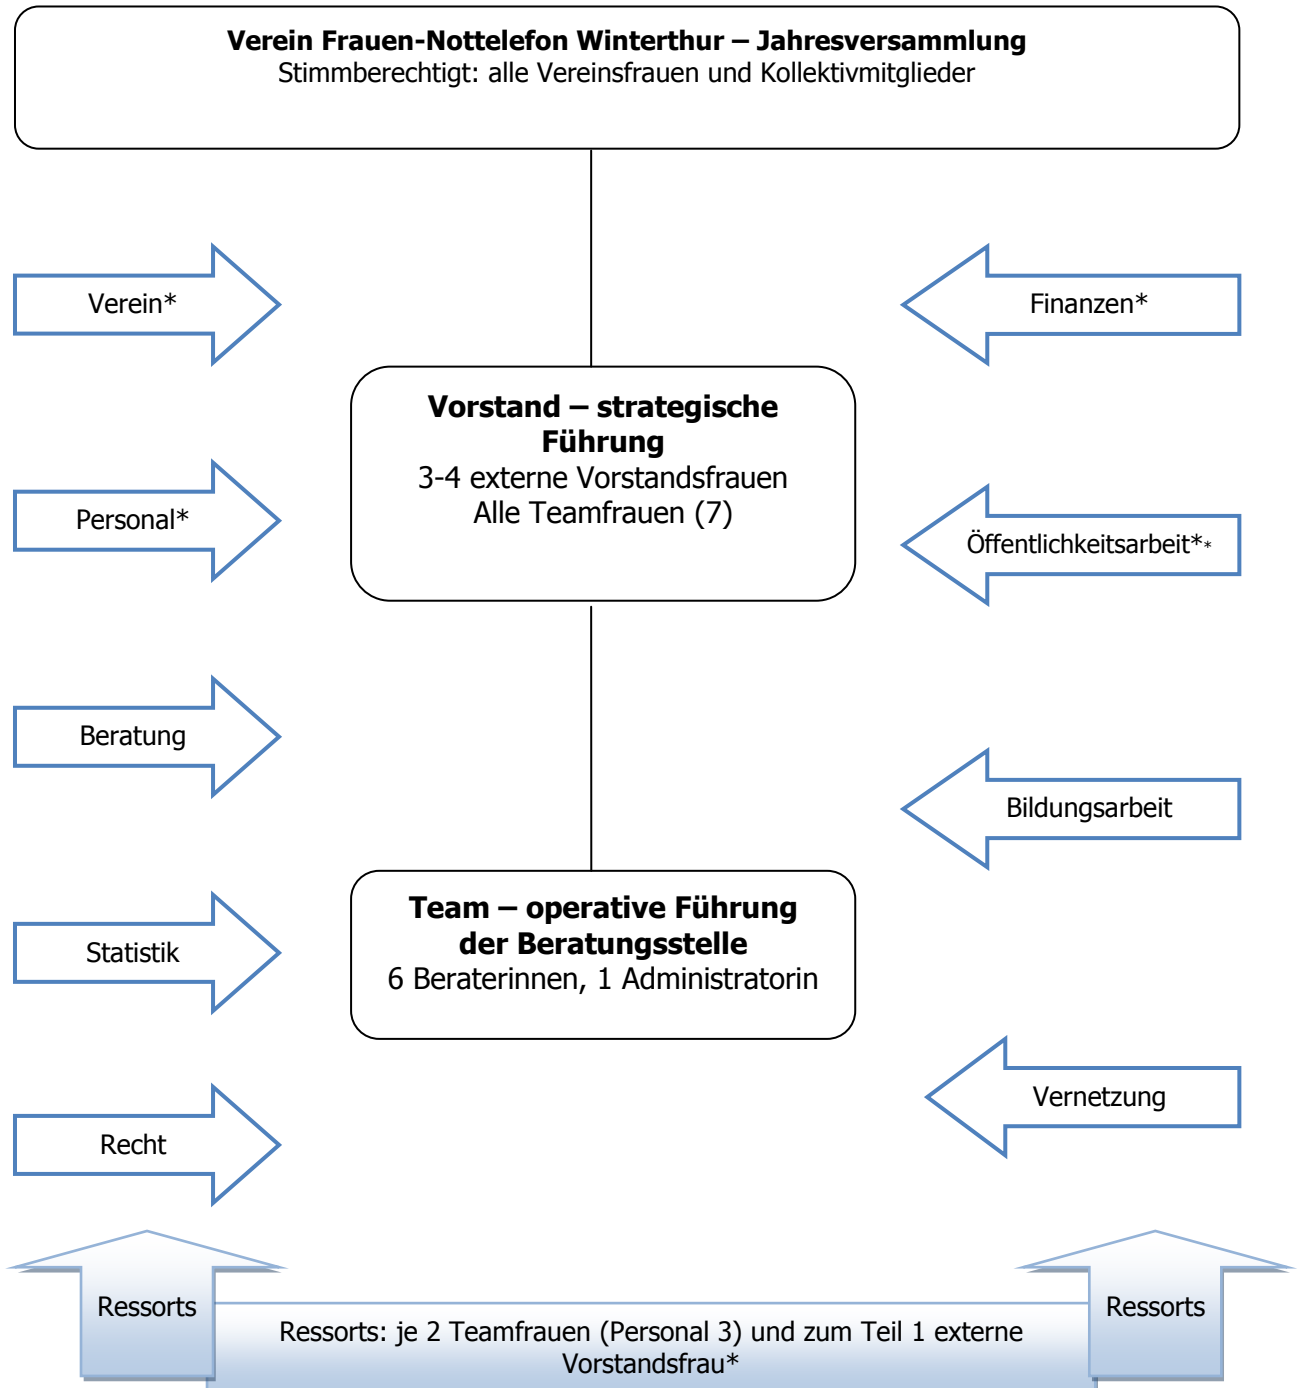 Verein Frauen-Nottelefon Winterthur – Jahresversammlung
Stimmberechtigt: alle Vereinsfrauen und Kollektivmitglieder
Verein*
Finanzen*
Vorstand – strategische
Führung
3-4 externe Vorstandsfrauen
Alle Teamfrauen (7)
Personal*
Öffentlichkeitsarbeit**
Beratung
Bildungsarbeit
Team – operative Führung
der Beratungsstelle
6 Beraterinnen, 1 Administratorin
Statistik
Vernetzung
Recht
Ressorts
Ressorts
Ressorts: je 2 Teamfrauen (Personal 3) und zum Teil 1 externe
Vorstandsfrau*